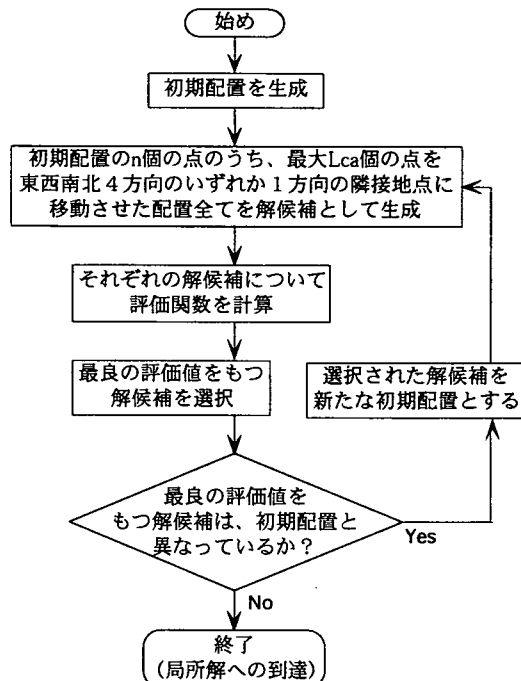 始め
初期配置を生成
初期配置のn個の点のうち、最大Lca個の点を
東西南北４方向のいずれか１方向の隣接地点に
移動させた配置全てを解候補として生成
それぞれの解候補について
評価関数を計算
最良の評価値をもつ
解候補を選択
選択された解候補を
新たな初期配置とする
最良の評価値を
もつ解候補は、初期配置と
異なっているか？
Yes
No
終了
（局所解への到達）